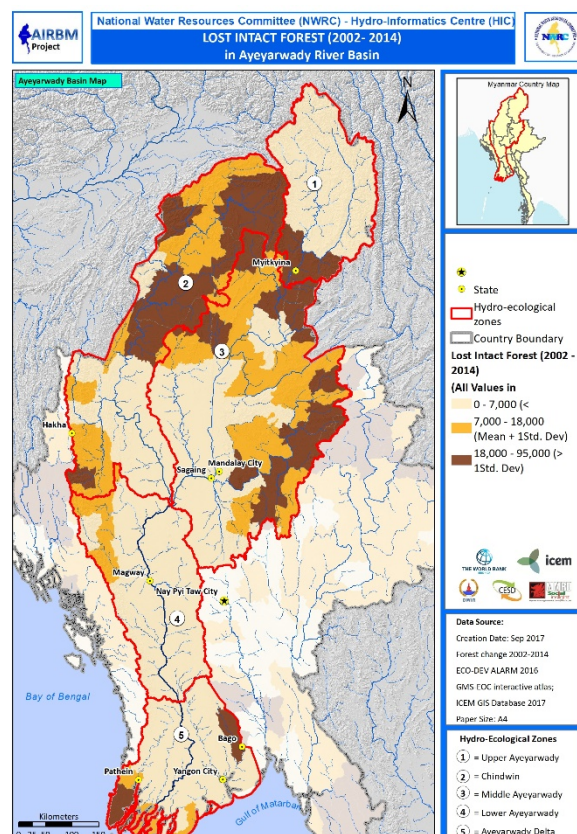 AIRBM
Project
National Water Resources Committee (NWRC) - Hydro-Informatics Centre (HIC)
LOST INTACT FOREST (2002- 2014)
in Ayeyarwady River Basin
NWRC
Ayeyarwady Basin Map
N
1
Myitkyina
2
3
Hakha
Mandalay City
Sagaing
Magway
Nay Pyi Taw City
4
Bay of Bengal
5
Bago
Pathein
Yangon City
Gulf of Matarban
Kilometers
Myanmar Country Map
State
Hydro-ecological
zones
Country Boundary
Lost Intact Forest (2002 -
2014)
(All Values in
0 - 7,000 (<
7,000 - 18,000
(Mean + 1Std. Dev)
18,000 - 95,000 (>
1Std. Dev)
THE WORLD BANK
icem
CESD
Data Source:
Creation Date: Sep 2017
Forest change 2002-2014
ECO-DEV ALARM 2016
GMS EOC interactive atlas;
ICEM GIS Database 2017
Paper Size: A4
Hydro-Ecological Zones
1 = Upper Ayeyarwady
2 = Chindwin
3 = Middle Ayeyarwady
4 = Lower Ayeyarwady
5 = Ayeyarwady Delta